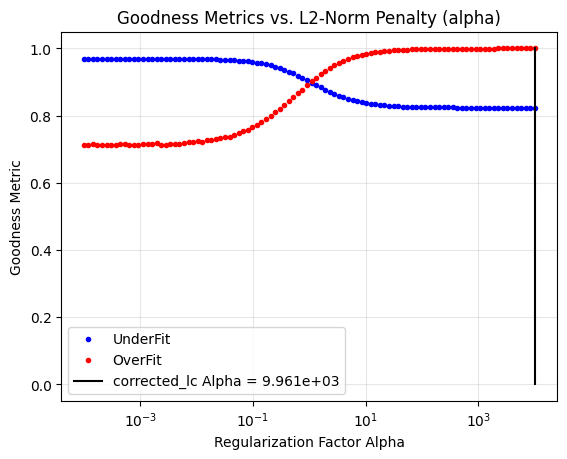 Goodness Metrics vs. L2-Norm Penalty (alpha)
Goodness Metric
1.0
0.8
0.6
0.4
0.2
0.0
UnderFit
OverFit
corrected_lc Alpha = 9.961e+03
10⁻³
10⁻¹
10¹
10³
Regularization Factor Alpha